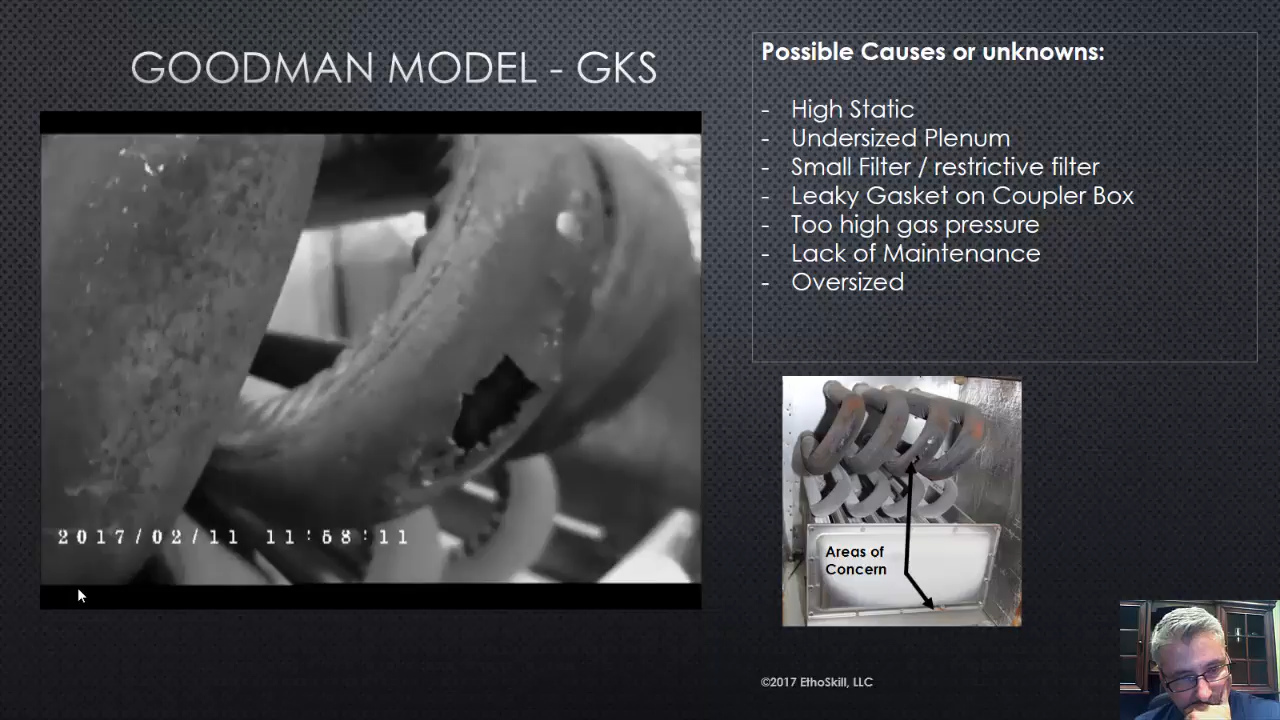 GOODMAN MODEL - GKS
Possible Causes or unknowns:
- High Static
- Undersized Plenum
- Small Filter / restrictive filter
- Leaky Gasket on Coupler Box
- Too high gas pressure
- Lack of Maintenance
- Oversized
2017/02/11 11:58:11
Areas of
Concern
©2017 EthoSkill, LLC